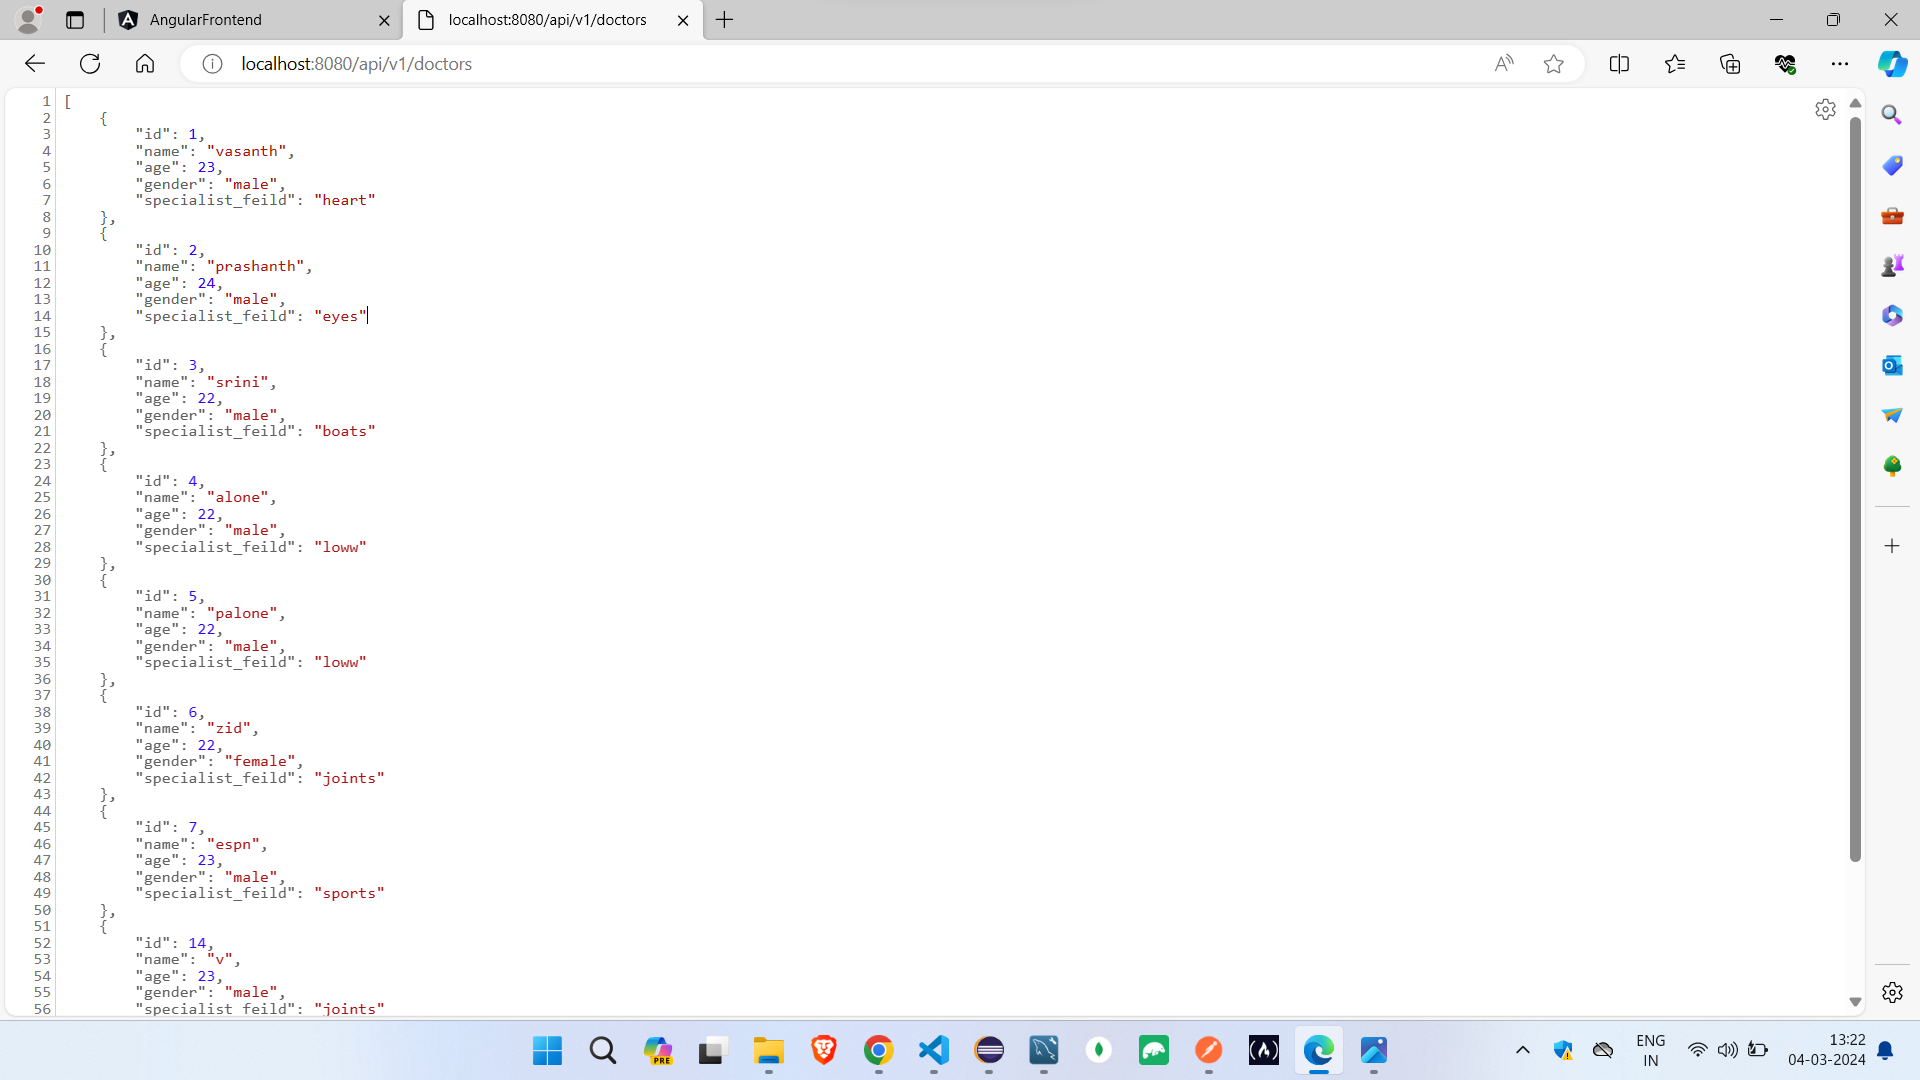 AngularFrontend
localhost:8080/api/v1/doctors
localhost:8080/api/v1/doctors
1 [
2 {
3 "id": 1,
4 "name": "vasanth",
5 "age": 23,
6 "gender": "male",
7 "specialist_feild": "heart"
8 },
9 {
10 "id": 2,
11 "name": "prashanth",
12 "age": 24,
13 "gender": "male",
14 "specialist_feild": "eyes"
15 },
16 {
17 "id": 3,
18 "name": "srini",
19 "age": 22,
20 "gender": "male",
21 "specialist_feild": "boats"
22 },
23 {
24 "id": 4,
25 "name": "alone",
26 "age": 22,
27 "gender": "male",
28 "specialist_feild": "loww"
29 },
30 {
31 "id": 5,
32 "name": "palone",
33 "age": 22,
34 "gender": "male",
35 "specialist_feild": "loww"
36 },
37 {
38 "id": 6,
39 "name": "zid",
40 "age": 22,
41 "gender": "female",
42 "specialist_feild": "joints"
43 },
44 {
45 "id": 7,
46 "name": "espn",
47 "age": 23,
48 "gender": "male",
49 "specialist_feild": "sports"
50 },
51 {
52 "id": 14,
53 "name": "v",
54 "age": 23,
55 "gender": "male",
56 "specialist_feild": "joints"
PRE
ENG
IN
13:22
04-03-2024